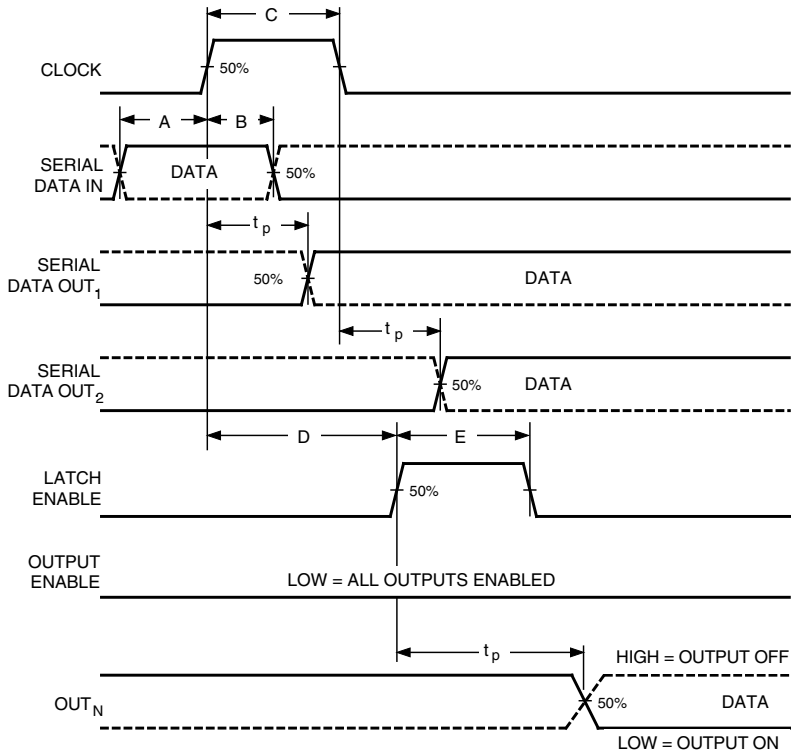 C
CLOCK
50%
A
B
SERIAL
DATA IN
DATA
50%
t p
SERIAL
DATA OUT1
50%
DATA
t p
SERIAL
DATA OUT2
50%
DATA
D
E
LATCH
ENABLE
50%
OUTPUT
ENABLE
LOW = ALL OUTPUTS ENABLED
t p
HIGH = OUTPUT OFF
OUTN
50%
DATA
LOW = OUTPUT ON